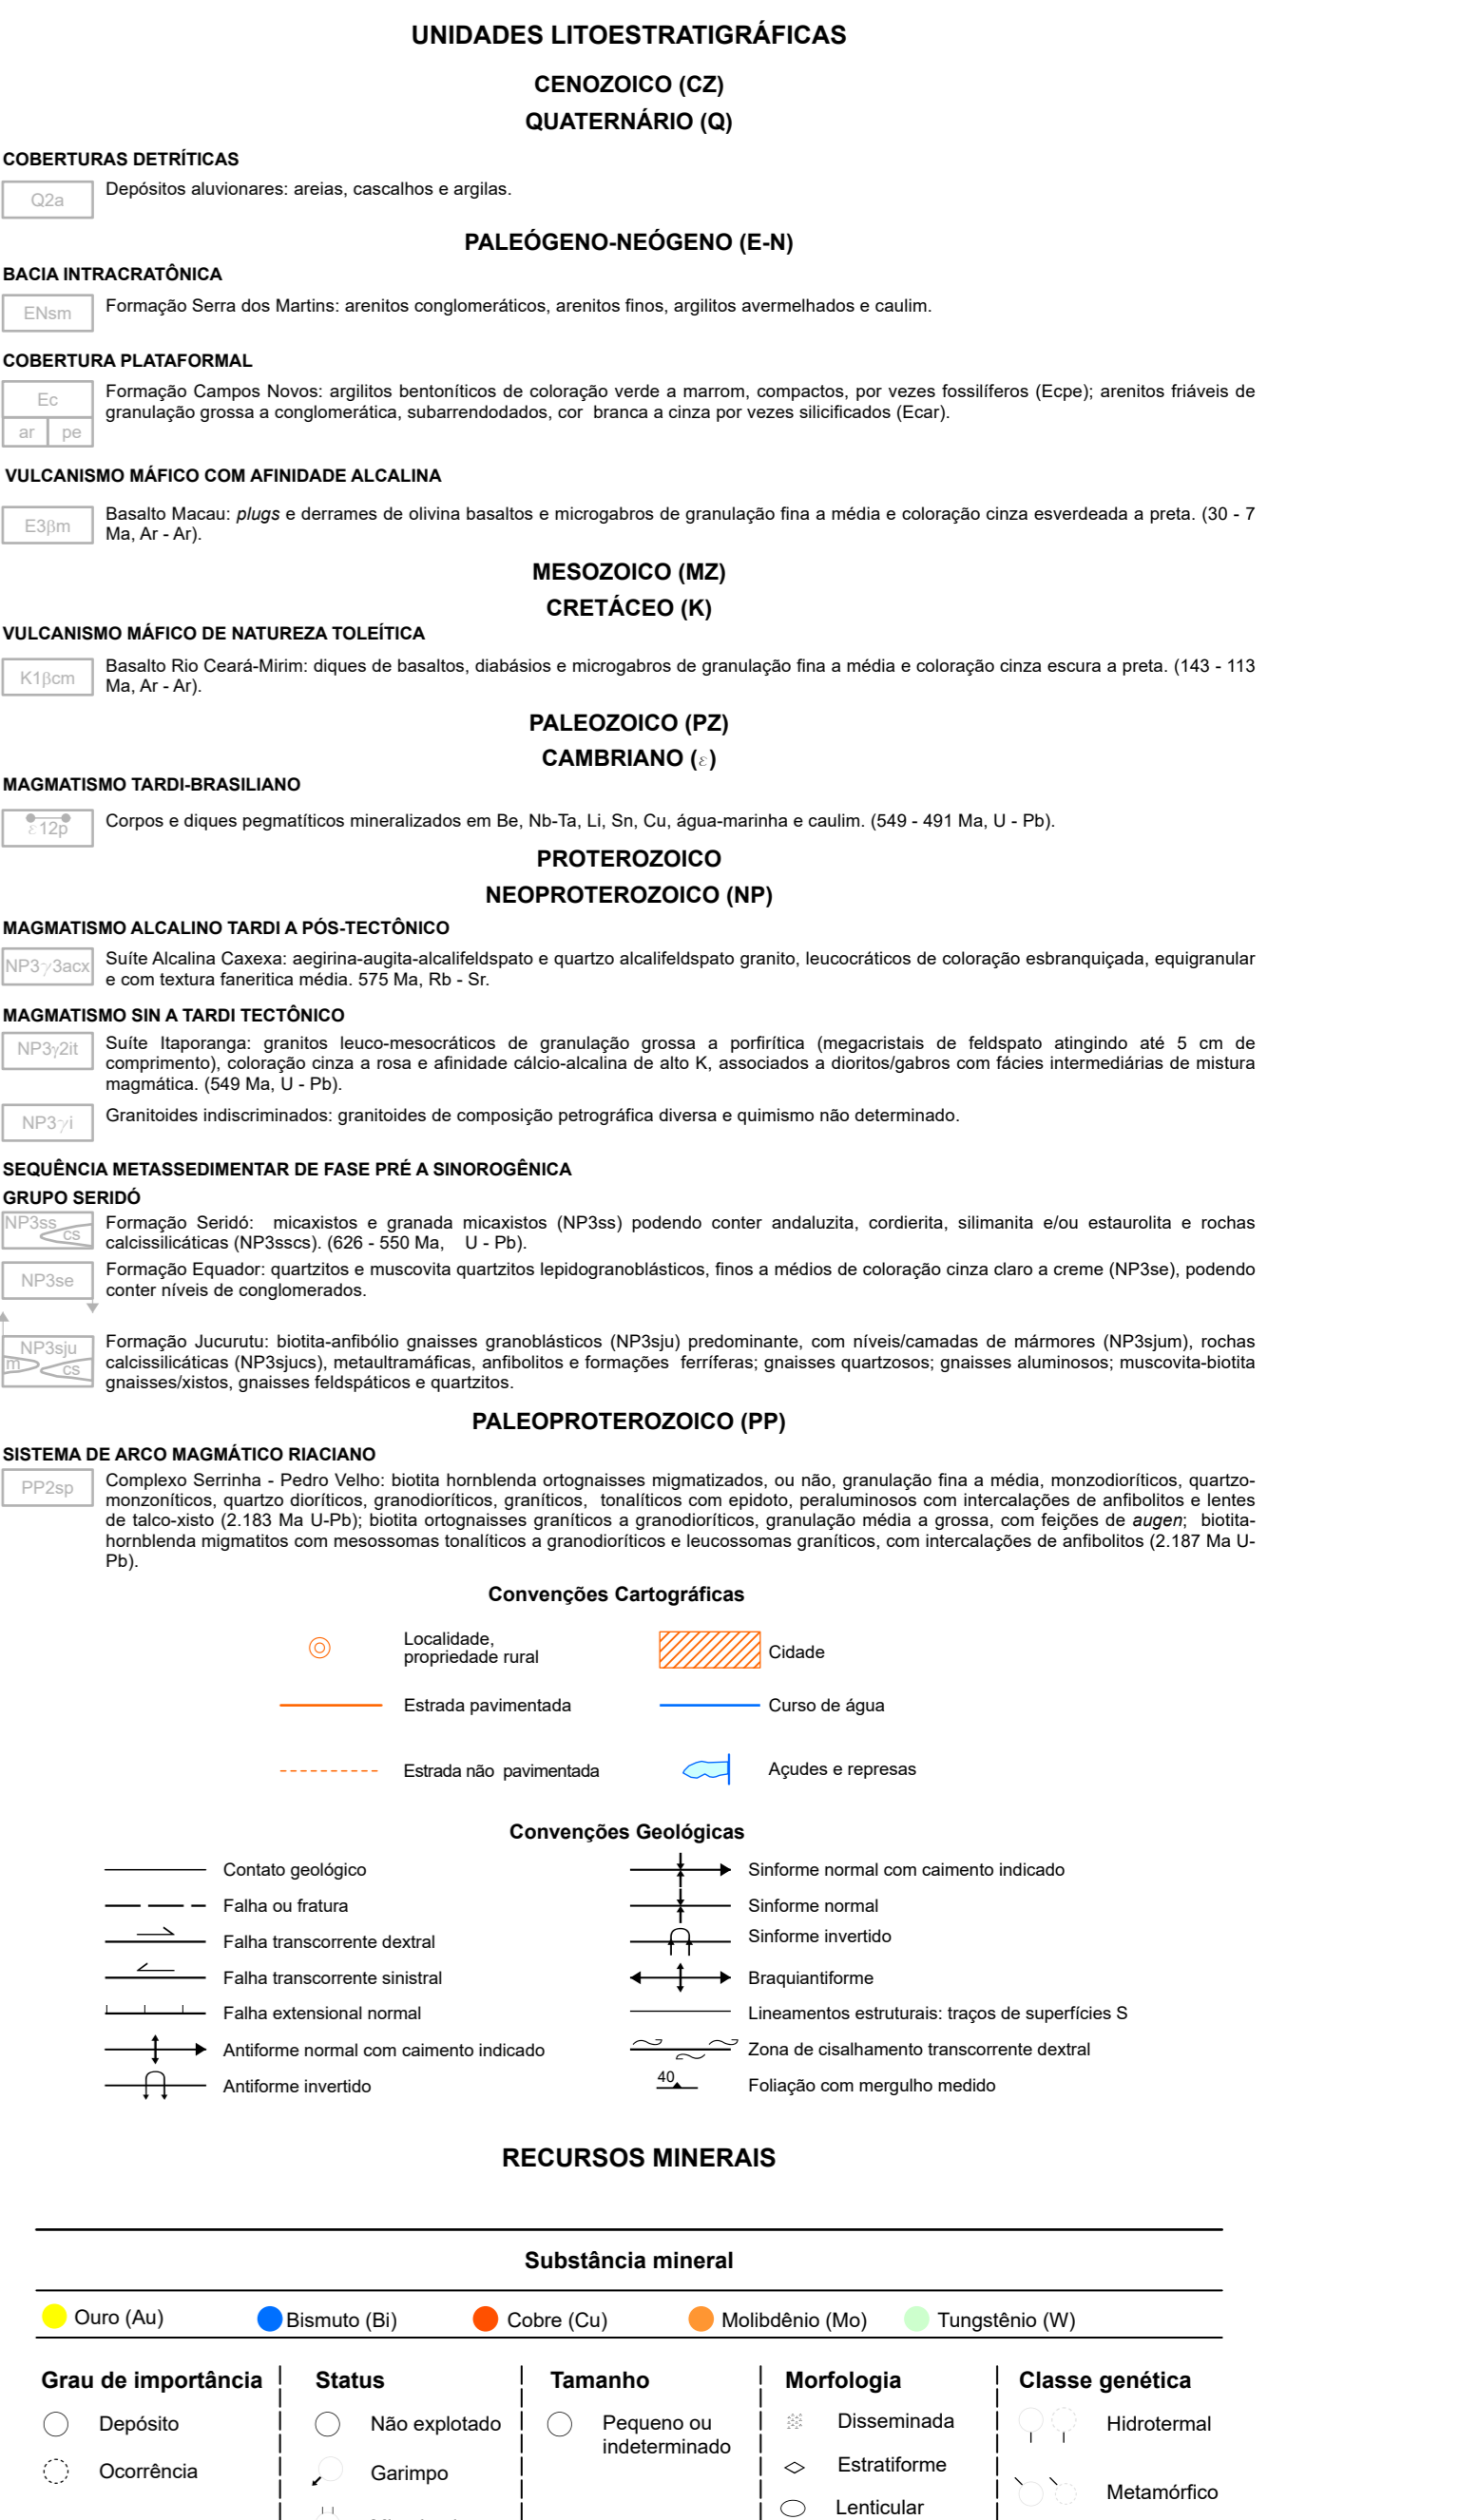 UNIDADES LITOESTRATIGRÁFICAS
CENOZOICO (CZ)
QUATERNÁRIO (Q)
COBERTURAS DETRÍTICAS
Q2a
Depósitos aluvionares: areias, cascalhos e argilas.
PALEÓGENO-NEÓGENO (E-N)
BACIA INTRACRATÔNICA
ENsm
Formação Serra dos Martins: arenitos conglomeráticos, arenitos finos, argilitos avermelhados e caulim.
COBERTURA PLATAFORMAL
Ec
ar pe
Formação Campos Novos: argilitos bentoníticos de coloração verde a marrom, compactos, por vezes fossilíferos (Ecpe); arenitos friáveis de
granulação grossa a conglomerática, subarrendodados, cor branca a cinza por vezes silicificados (Ecar).
VULCANISMO MÁFICO COM AFINIDADE ALCALINA
E3βm
Basalto Macau: plugs e derrames de olivina basaltos e microgabros de granulação fina a média e coloração cinza esverdeada a preta. (30 - 7
Ma, Ar - Ar).
MESOZOICO (MZ)
CRETÁCEO (K)
VULCANISMO MÁFICO DE NATUREZA TOLEÍTICA
K1βcm
Basalto Rio Ceará-Mirim: diques de basaltos, diabásios e microgabros de granulação fina a média e coloração cinza escura a preta. (143 - 113
Ma, Ar - Ar).
PALEOZOICO (PZ)
CAMBRIANO (ε)
MAGMATISMO TARDI-BRASILIANO
ε12p
Corpos e diques pegmatíticos mineralizados em Be, Nb-Ta, Li, Sn, Cu, água-marinha e caulim. (549 - 491 Ma, U - Pb).
PROTEROZOICO
NEOPROTEROZOICO (NP)
MAGMATISMO ALCALINO TARDI A PÓS-TECTÔNICO
NP3γ3acx
Suíte Alcalina Caxexa: aegirina-augita-alcalifeldspato e quartzo alcalifeldspato granito, leucocráticos de coloração esbranquiçada, equigranular
e com textura faneritica média. 575 Ma, Rb - Sr.
MAGMATISMO SIN A TARDI TECTÔNICO
NP3γ2it
Suíte Itaporanga: granitos leuco-mesocráticos de granulação grossa a porfirítica (megacristais de feldspato atingindo até 5 cm de
comprimento), coloração cinza a rosa e afinidade cálcio-alcalina de alto K, associados a dioritos/gabros com fácies intermediárias de mistura
magmática. (549 Ma, U - Pb).
NP3γi
Granitoides indiscriminados: granitoides de composição petrográfica diversa e quimismo não determinado.
SEQUÊNCIA METASSEDIMENTAR DE FASE PRÉ A SINOROGÊNICA
GRUPO SERIDÓ
NP3ss
cs
Formação Seridó: micaxistos e granada micaxistos (NP3ss) podendo conter andaluzita, cordierita, silimanita e/ou estaurolita e rochas
calcissilicáticas (NP3sscs). (626 - 550 Ma, U - Pb).
NP3se
Formação Equador: quartzitos e muscovita quartzitos lepidogranoblásticos, finos a médios de coloração cinza claro a creme (NP3se), podendo
conter níveis de conglomerados.
NP3sju
m cs
Formação Jucurutu: biotita-anfibólio gnaisses granoblásticos (NP3sju) predominante, com níveis/camadas de mármores (NP3sjum), rochas
calcissilicáticas (NP3sjucs), metaultramáficas, anfibolitos e formações ferríferas; gnaisses quartzosos; gnaisses aluminosos; muscovita-biotita
gnaisses/xistos, gnaisses feldspáticos e quartzitos.
PALEOPROTEROZOICO (PP)
SISTEMA DE ARCO MAGMÁTICO RIACIANO
PP2sp
Complexo Serrinha - Pedro Velho: biotita hornblenda ortognaisses migmatizados, ou não, granulação fina a média, monzodioríticos, quartzo-
monzoníticos, quartzo dioríticos, granodioríticos, graníticos, tonalíticos com epidoto, peraluminosos com intercalações de anfibolitos e lentes
de talco-xisto (2.183 Ma U-Pb); biotita ortognaisses graníticos a granodioríticos, granulação média a grossa, com feições de augen; biotita-
hornblenda migmatitos com mesossomas tonalíticos a granodioríticos e leucossomas graníticos, com intercalações de anfibolitos (2.187 Ma U-
Pb).
Convenções Cartográficas
Localidade,
propriedade rural
Cidade
Estrada pavimentada
Curso de água
Estrada não pavimentada
Açudes e represas
Convenções Geológicas
Contato geológico
Sinforme normal com caimento indicado
Falha ou fratura
Sinforme normal
Falha transcorrente dextral
Sinforme invertido
Falha transcorrente sinistral
Braquiantiforme
Falha extensional normal
Lineamentos estruturais: traços de superfícies S
Antiforme normal com caimento indicado
Zona de cisalhamento transcorrente dextral
Antiforme invertido
40
Foliação com mergulho medido
RECURSOS MINERAIS
Substância mineral
Ouro (Au) Bismuto (Bi) Cobre (Cu) Molibdênio (Mo) Tungstênio (W)
Grau de importância Status Tamanho Morfologia Classe genética
Depósito Não explotado Pequeno ou
indeterminado
Disseminada Hidrotermal
Ocorrência Garimpo Estratiforme Metamórfico
Lenticular